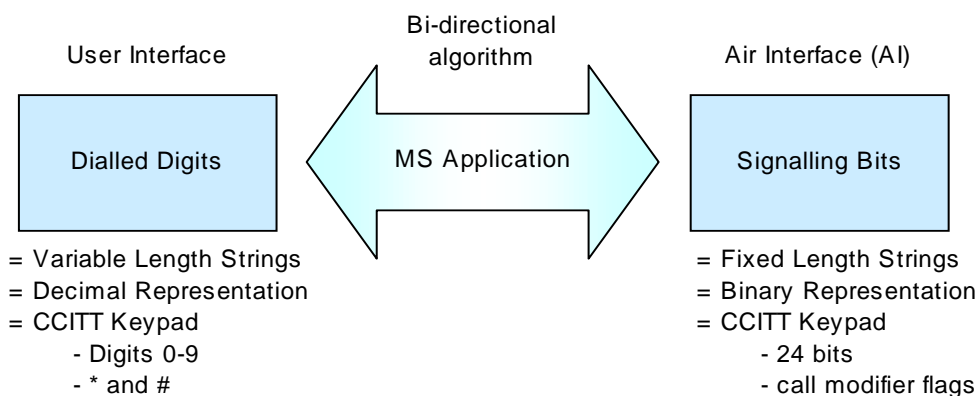 Bi-directional
algorithm
User Interface
Air Interface (AI)
Dialled Digits
MS Application
Signalling Bits
= Variable Length Strings
= Decimal Representation
= CCITT Keypad
- Digits 0-9
- * and #
= Fixed Length Strings
= Binary Representation
= CCITT Keypad
- 24 bits
- call modifier flags